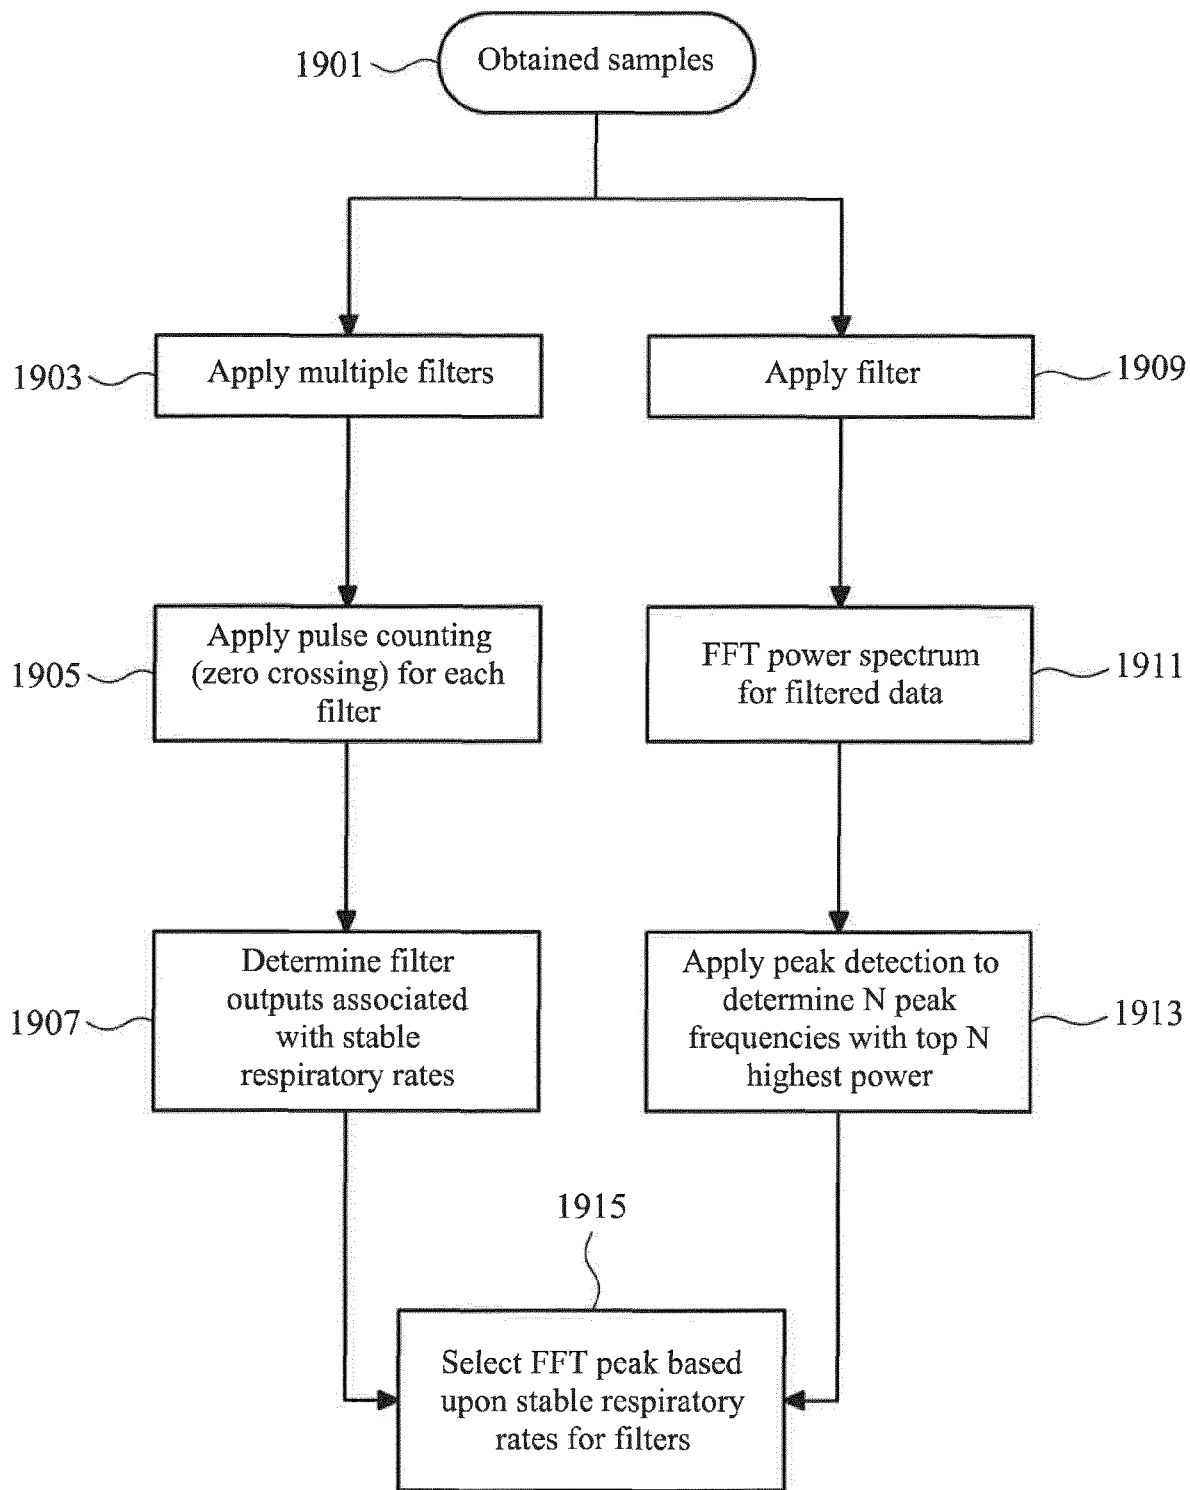 1901
Obtained samples
1903
Apply multiple filters
Apply filter
1909
1905
Apply pulse counting
(zero crossing) for each
filter
FFT power spectrum
for filtered data
1911
1907
Determine filter
outputs associated
with stable
respiratory rates
Apply peak detection to
determine N peak
frequencies with top N
highest power
1913
1915
Select FFT peak based
upon stable respiratory
rates for filters